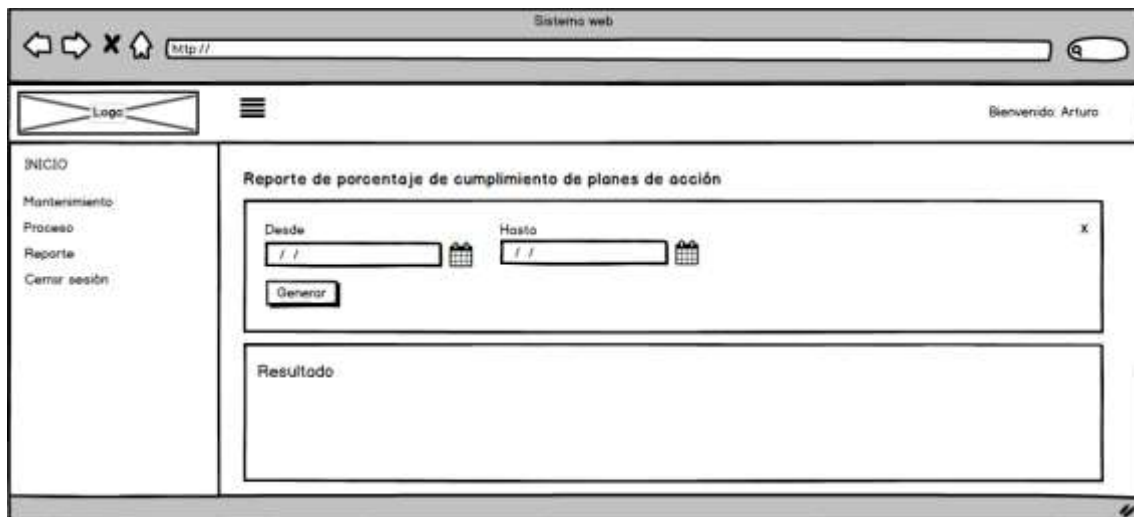 Sistema web
http://
Logo
Bienvenido: Arturo
INICIO
Mantenimiento
Proceso
Reporte
Cerrar sesión
Reporte de porcentaje de cumplimiento de planes de acción
Desde
Hasta
x
/ /
/ /
Generar
Resultado